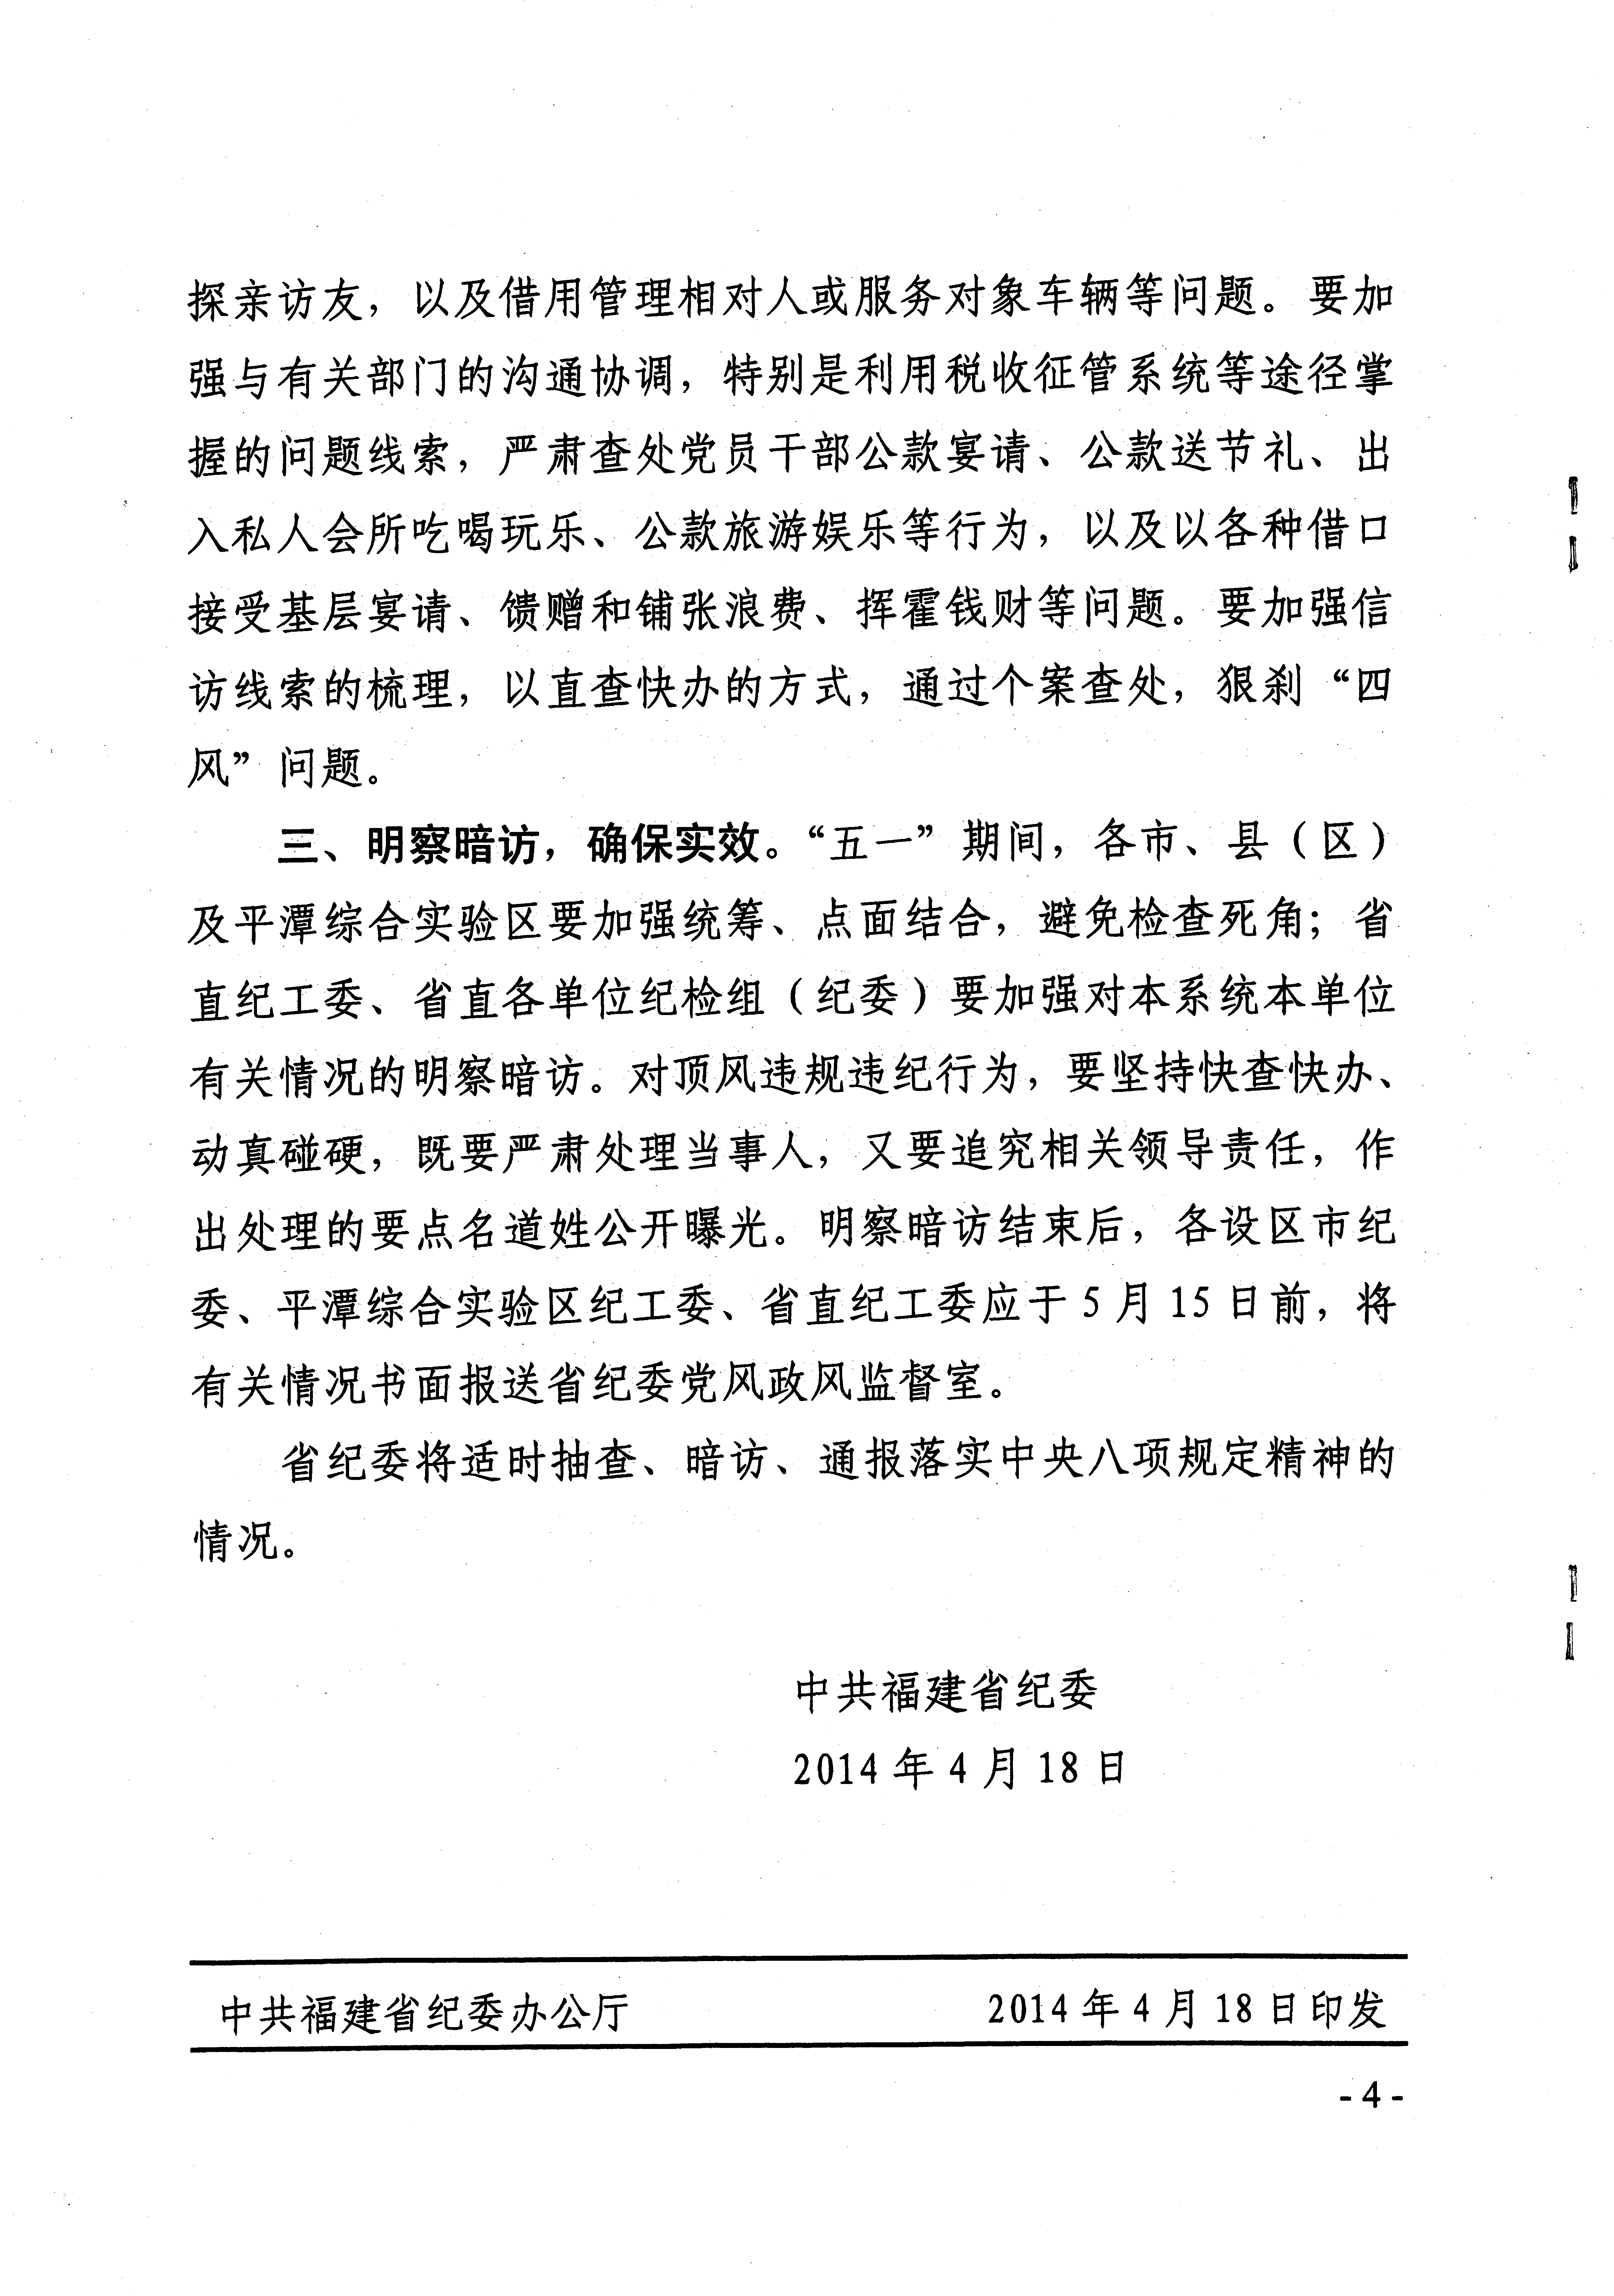 探亲访友，以及借用管理相对人或服务对象车辆等问题。要加
强与有关部门的沟通协调，特别是利用税收征管系统等途径掌
握的问题线索，严肃查处党员干部公款宴请、公款送节礼、出
入私人会所吃喝玩乐、公款旅游娱乐等行为，以及以各种借口
接受基层宴请、馈赠和铺张浪费、挥霍钱财等问题。要加强信
访线索的梳理，以直查快办的方式，通过个案查处，狠刹“四
风”问题。
三、明察暗访，确保实效。“五一”期间，各市、县（区）
及平潭综合实验区要加强统筹、点面结合，避免检查死角；省
直纪工委、省直各单位纪检组（纪委）要加强对本系统本单位
有关情况的明察暗访。对顶风违规违纪行为，要坚持快查快办、
动真碰硬，既要严肃处理当事人，又要追究相关领导责任，作
出处理的要点名道姓公开曝光。明察暗访结束后，各设区市纪
委、平潭综合实验区纪工委、省直纪工委应于5月15日前，将
有关情况书面报送省纪委党风政风监督室。
省纪委将适时抽查、暗访、通报落实中央八项规定精神的
情况。
中共福建省纪委
2014年4月18日
中共福建省纪委办公厅 2014年4月18日印发
-4-